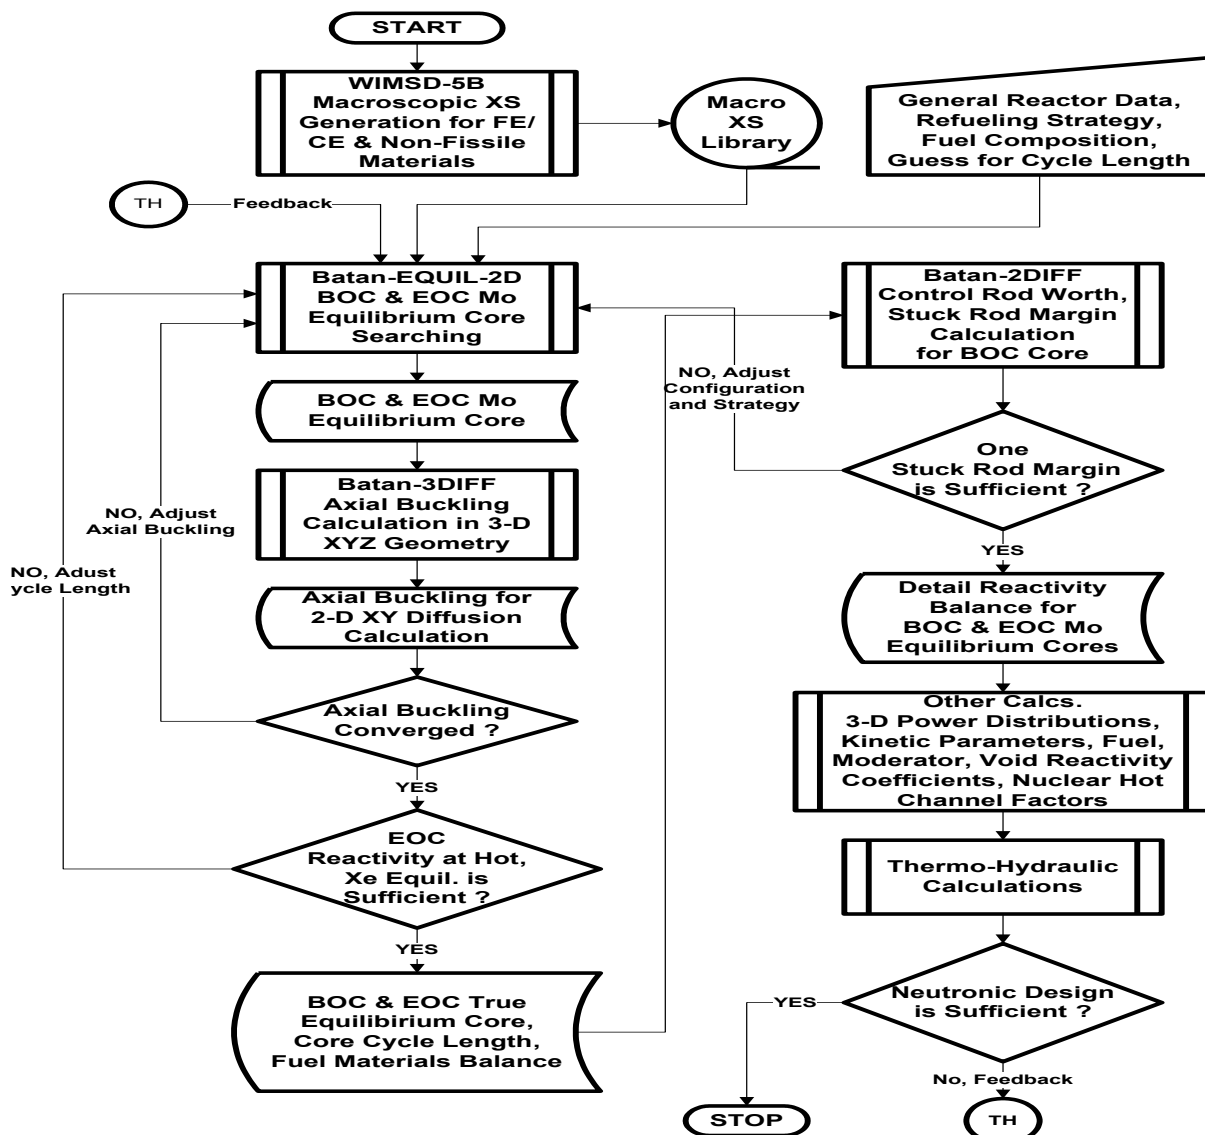 START
WIMSD-5B
Macroscopic XS
Generation for FE/
CE & Non-Fissile
Materials
Macro
XS
Library
General Reactor Data,
Refueling Strategy,
Fuel Composition,
Guess for Cycle Length
TH
Feedback
Batan-EQUIL-2D
BOC & EOC Mo
Equilibrium Core
Searching
BOC & EOC Mo
Equilibrium Core
Batan-3DIFF
Axial Buckling
Calculation in 3-D
XYZ Geometry
Axial Buckling for
2-D XY Diffusion
Calculation
Axial Buckling
Converged ?
NO, Adjust
Axial Buckling
YES
EOC
Reactivity at Hot,
Xe Equil. is
Sufficient ?
NO, Adust
ycle Length
YES
BOC & EOC True
Equilibirium Core,
Core Cycle Length,
Fuel Materials Balance
Batan-2DIFF
Control Rod Worth,
Stuck Rod Margin
Calculation
for BOC Core
NO, Adjust
Configuration
and Strategy
One
Stuck Rod Margin
is Sufficient ?
YES
Detail Reactivity
Balance for
BOC & EOC Mo
Equilibrium Cores
Other Calcs.
3-D Power Distributions,
Kinetic Parameters, Fuel,
Moderator, Void Reactivity
Coefficients, Nuclear Hot
Channel Factors
Thermo-Hydraulic
Calculations
Neutronic Design
is Sufficient ?
YES
STOP
No, Feedback
TH